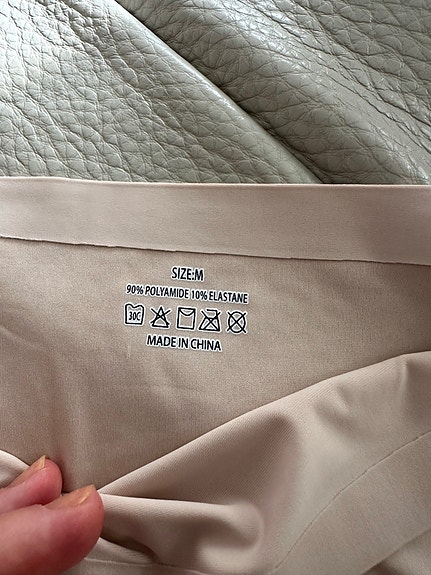 SIZE:M
90% POLYAMIDE 10% ELASTANE
30C
MADE IN CHINA